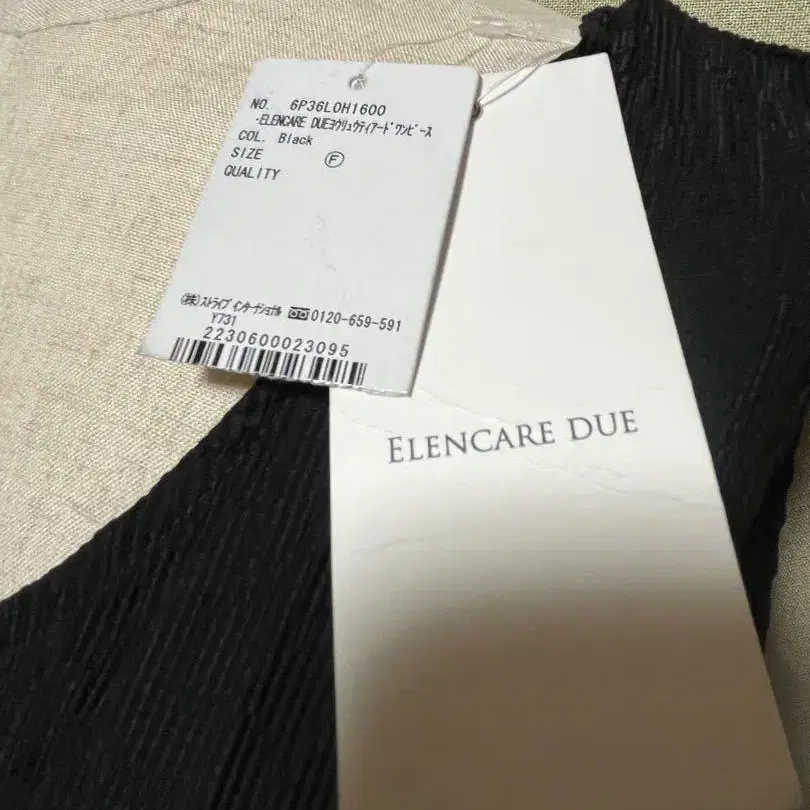 NO. 6P36L0H1600
･ELENCARE DUEﾖｳﾘｭｳﾃｨｱｰﾄﾞﾜﾝﾋﾟｰｽ
COL. Black
SIZE Ⓕ
QUALITY
㈱ｽﾄﾗｲﾌﾟ ｲﾝﾀｰﾅｼｮﾅﾙ 0120-659-591
Y731
2230600023095
ELENCARE DUE